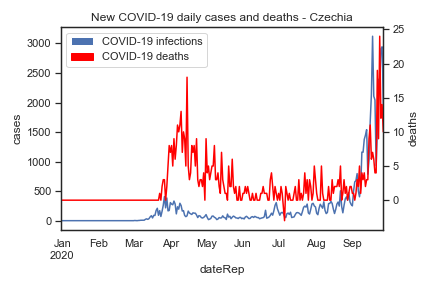 New COVID-19 daily cases and deaths - Czechia
COVID-19 infections
COVID-19 deaths
cases
3000
2500
2000
1500
1000
500
0
deaths
25
20
15
10
5
0
Jan Feb Mar Apr May Jun Jul Aug Sep
2020
dateRep